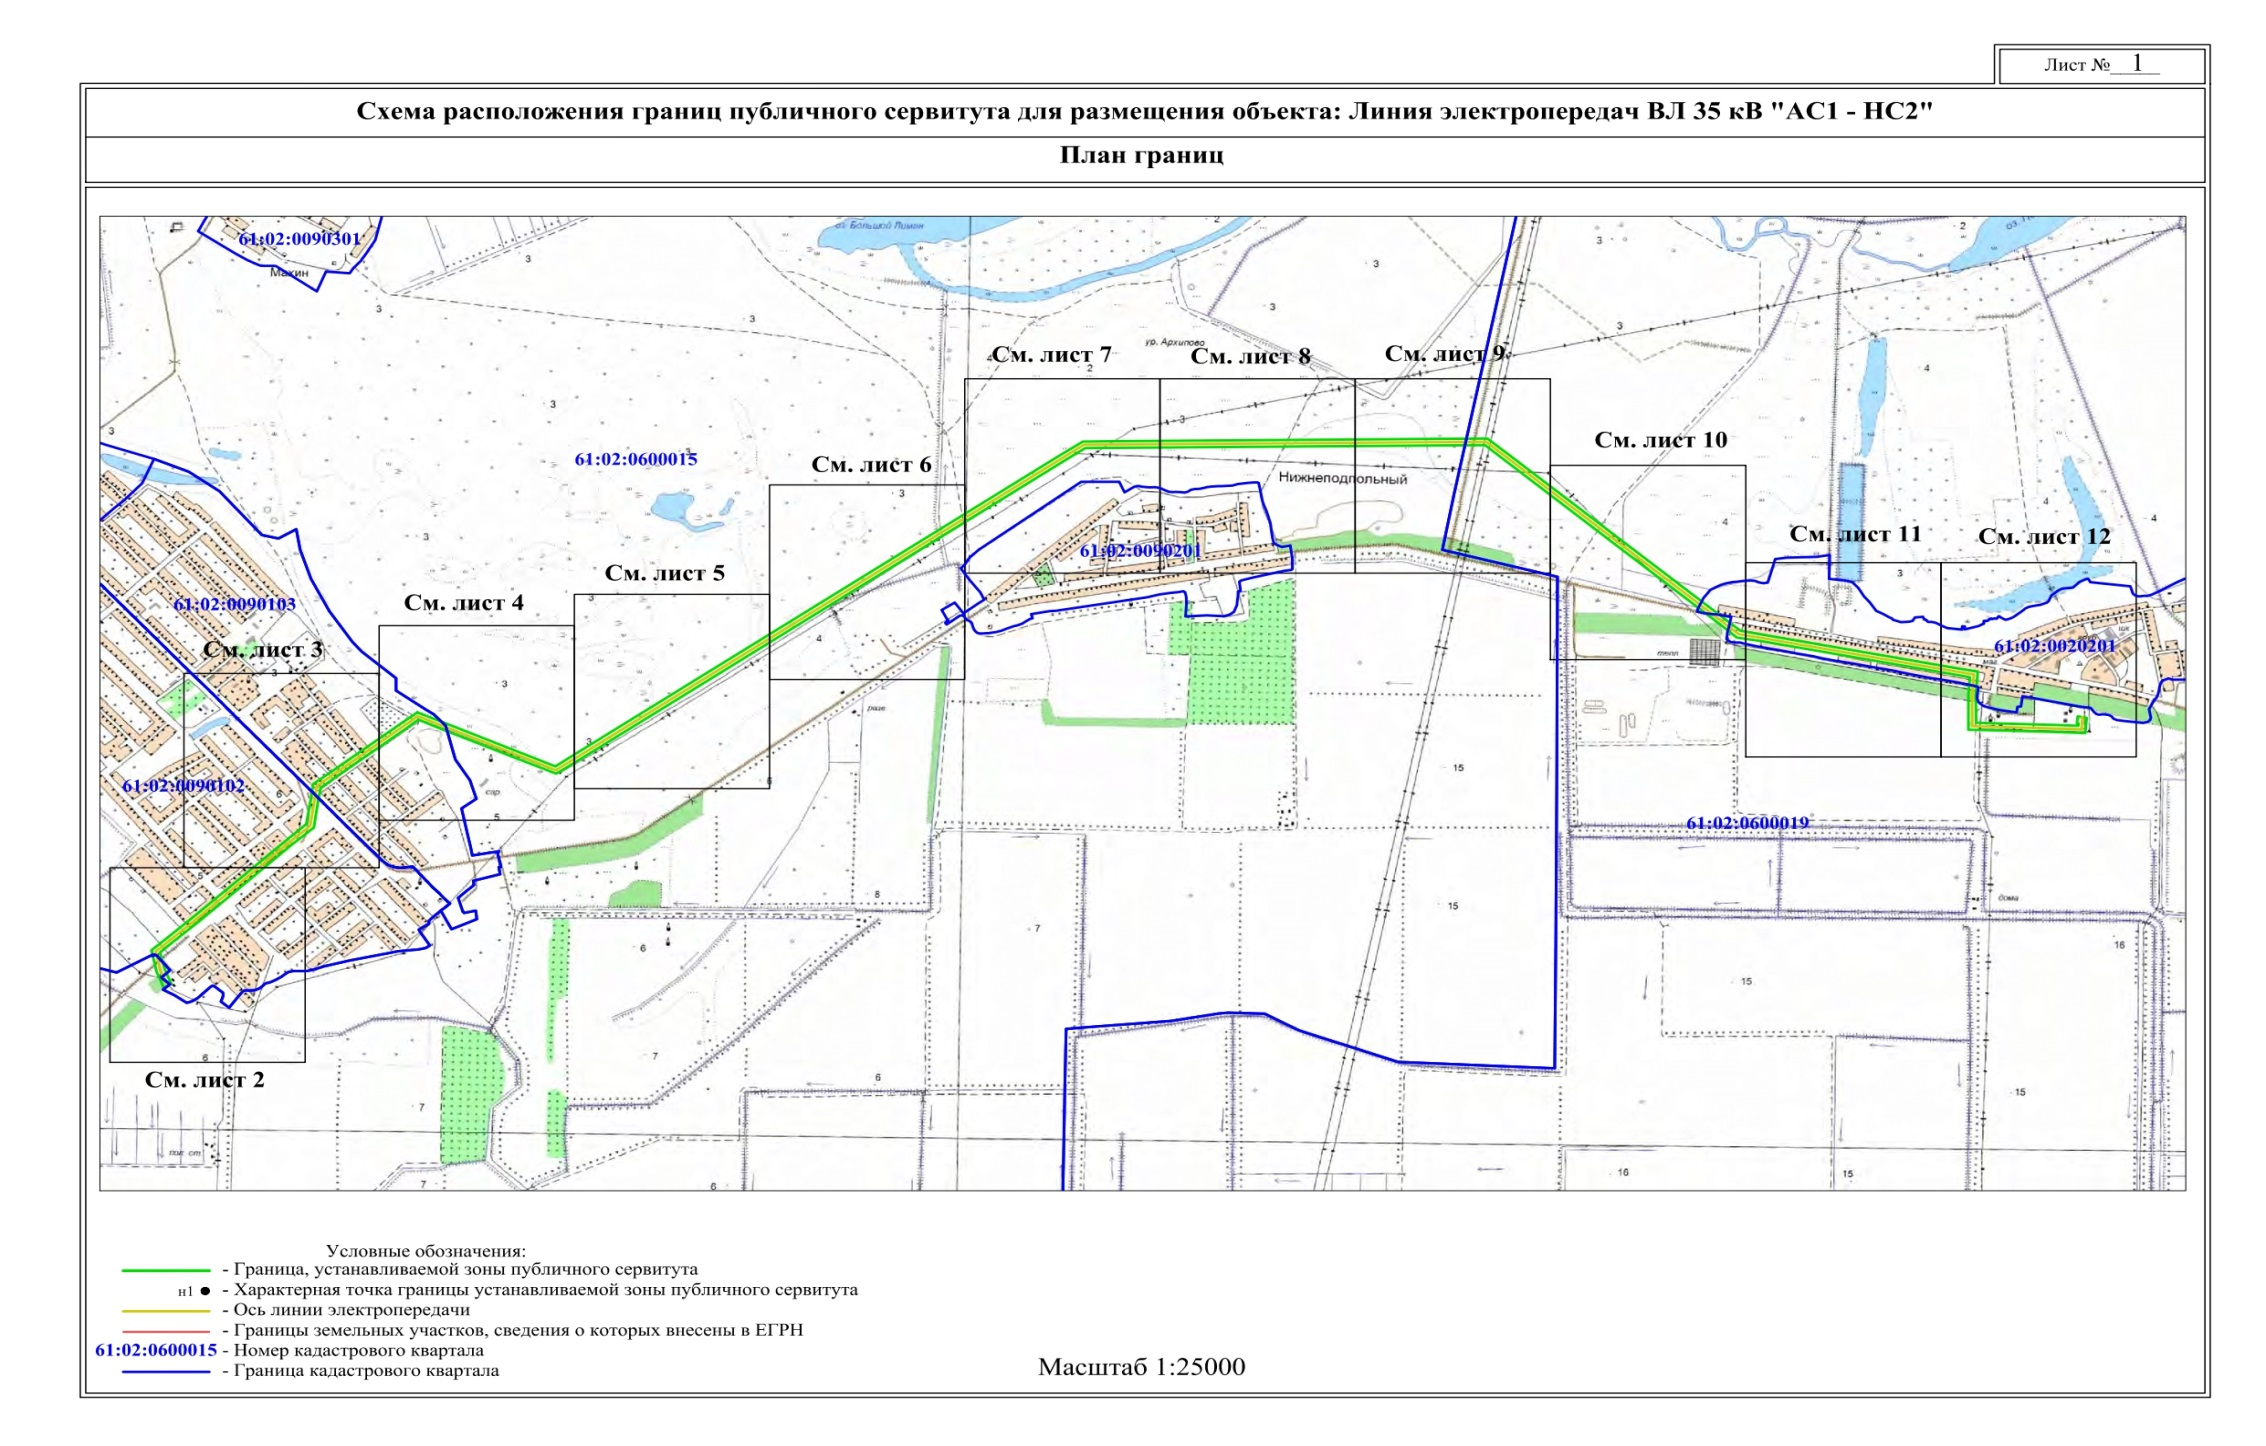 Лист № 1
Схема расположения границ публичного сервитута для размещения объекта: Линия электропередач ВЛ 35 кВ "АС1 - НС2"
План границ
61:02:0090301
Махин
оз. Большой Лиман
ур. Архипово
См. лист 7
См. лист 8
См. лист 9
См. лист 10
61:02:0600015
См. лист 6
Нижнеподпольный
См. лист 11
См. лист 12
61:02:0090201
См. лист 5
См. лист 4
61:02:0090103
См. лист 3
61:02:0020201
61:02:0090102
61:02:0600019
дома
См. лист 2
Условные обозначения:
- Граница, устанавливаемой зоны публичного сервитута
н1 - Характерная точка границы устанавливаемой зоны публичного сервитута
- Ось линии электропередачи
- Границы земельных участков, сведения о которых внесены в ЕГРН
61:02:0600015 - Номер кадастрового квартала
- Граница кадастрового квартала
Масштаб 1:25000